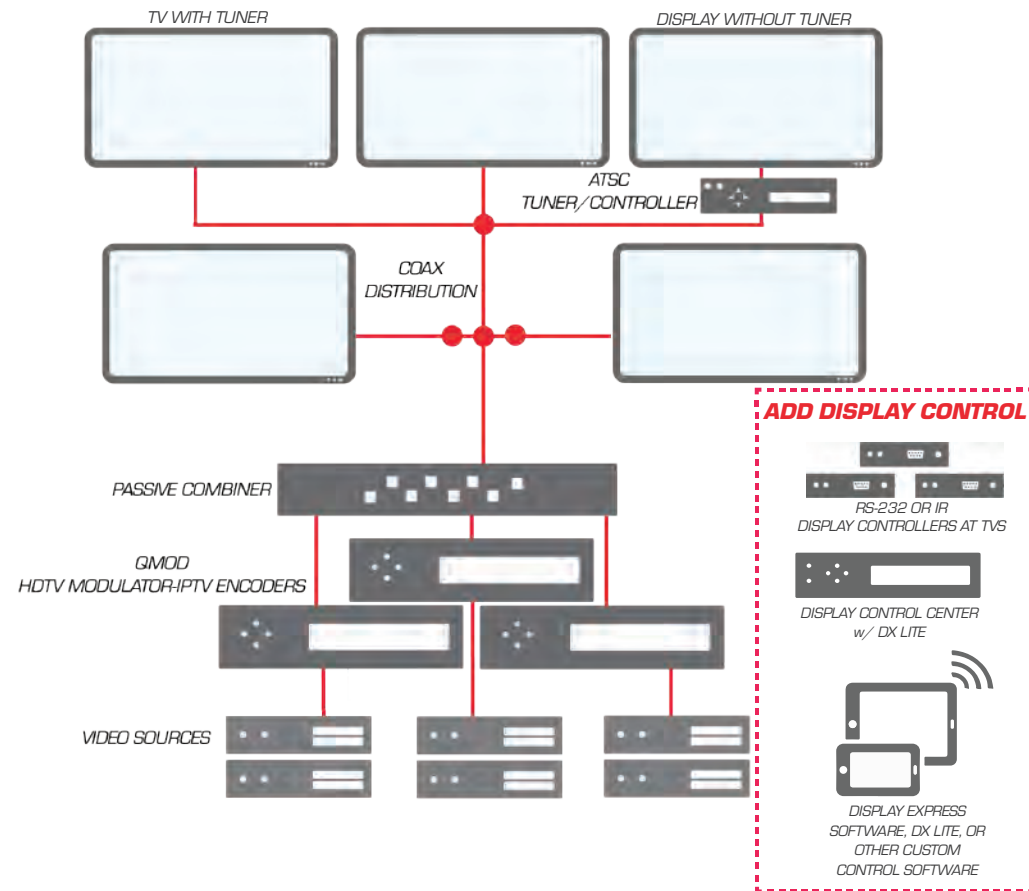 TV WITH TUNER
DISPLAY WITHOUT TUNER
ATSC
TUNER/CONTROLLER
COAX
DISTRIBUTION
ADD DISPLAY CONTROL
PASSIVE COMBINER
RS-232 OR IR
DISPLAY CONTROLLERS AT TVS
QMOD
HDTV MODULATOR-IPTV ENCODERS
DISPLAY CONTROL CENTER
w/ DX LITE
VIDEO SOURCES
DISPLAY EXPRESS
SOFTWARE, DX LITE, OR
OTHER CUSTOM
CONTROL SOFTWARE